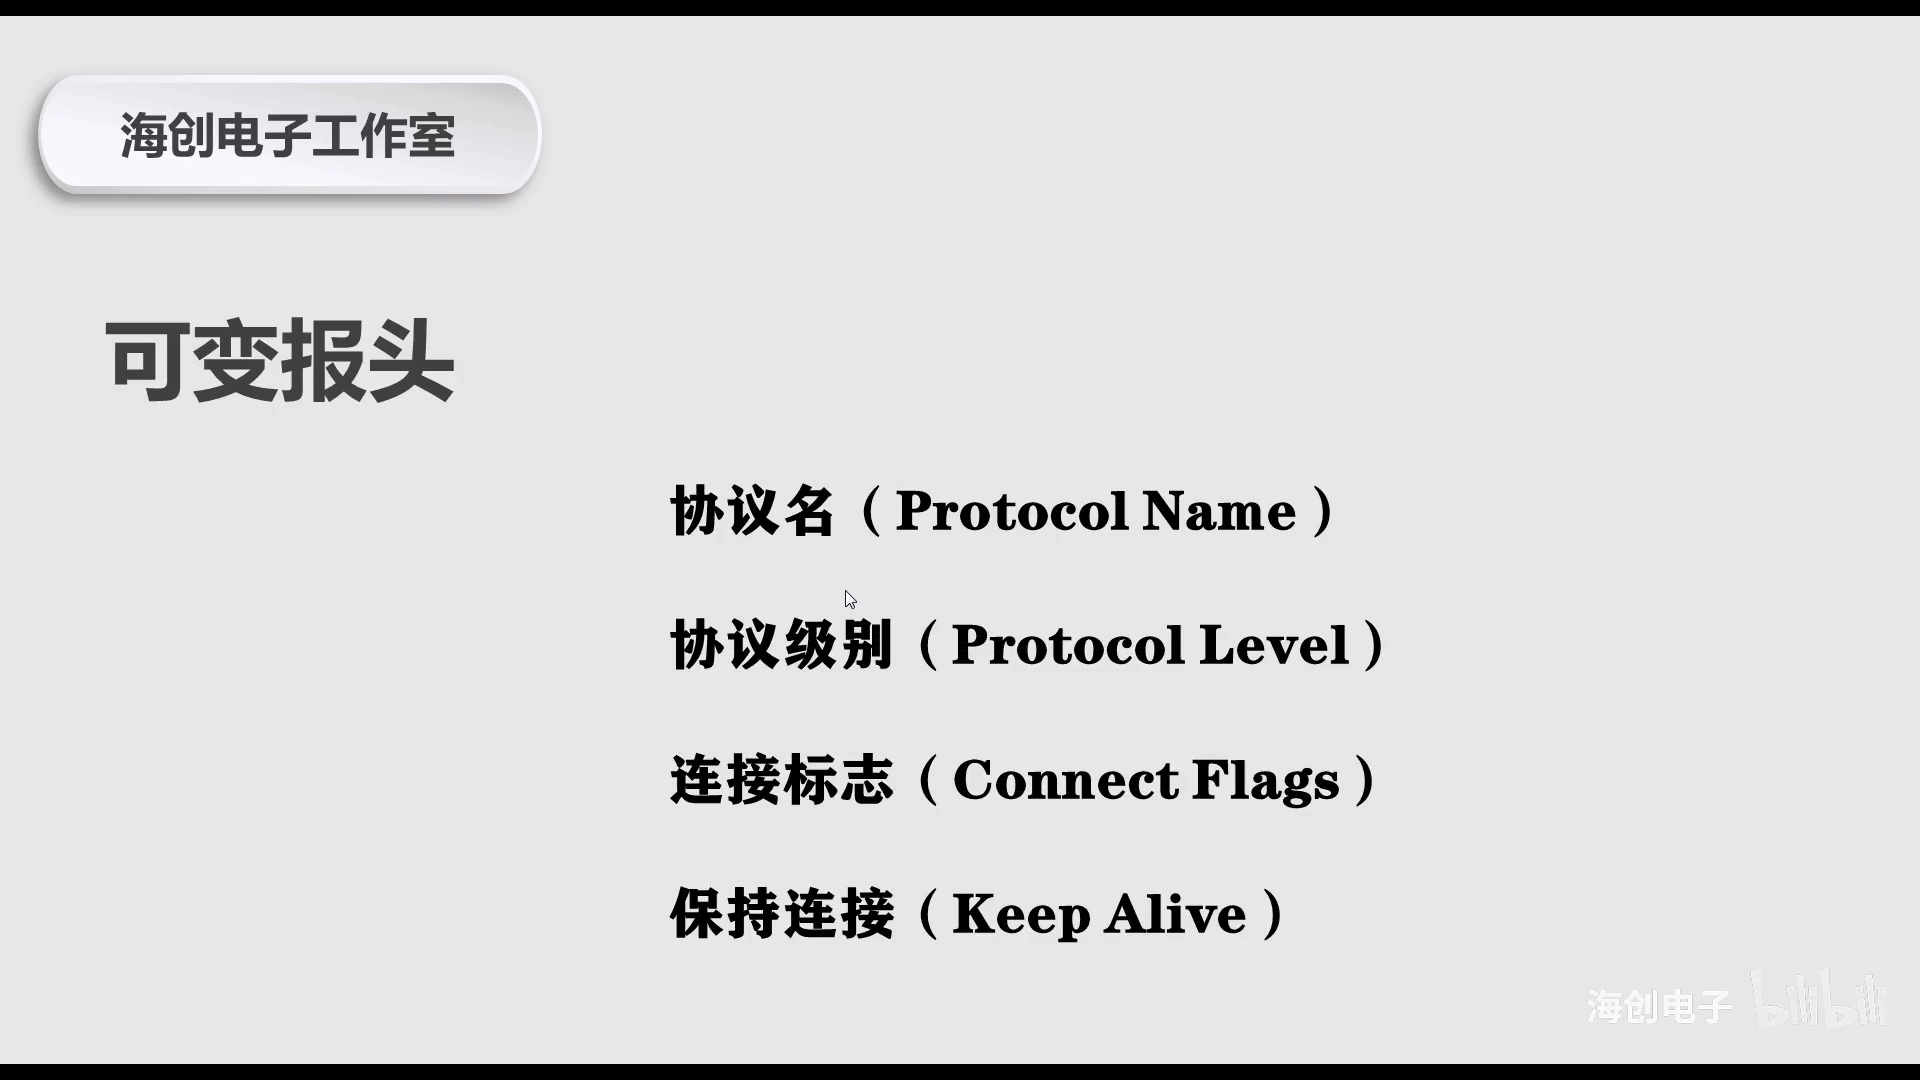 海创电子工作室
可变报头
协议名（Protocol Name）
协议级别（Protocol Level）
连接标志（Connect Flags）
保持连接（Keep Alive）
海创电子 bilibili